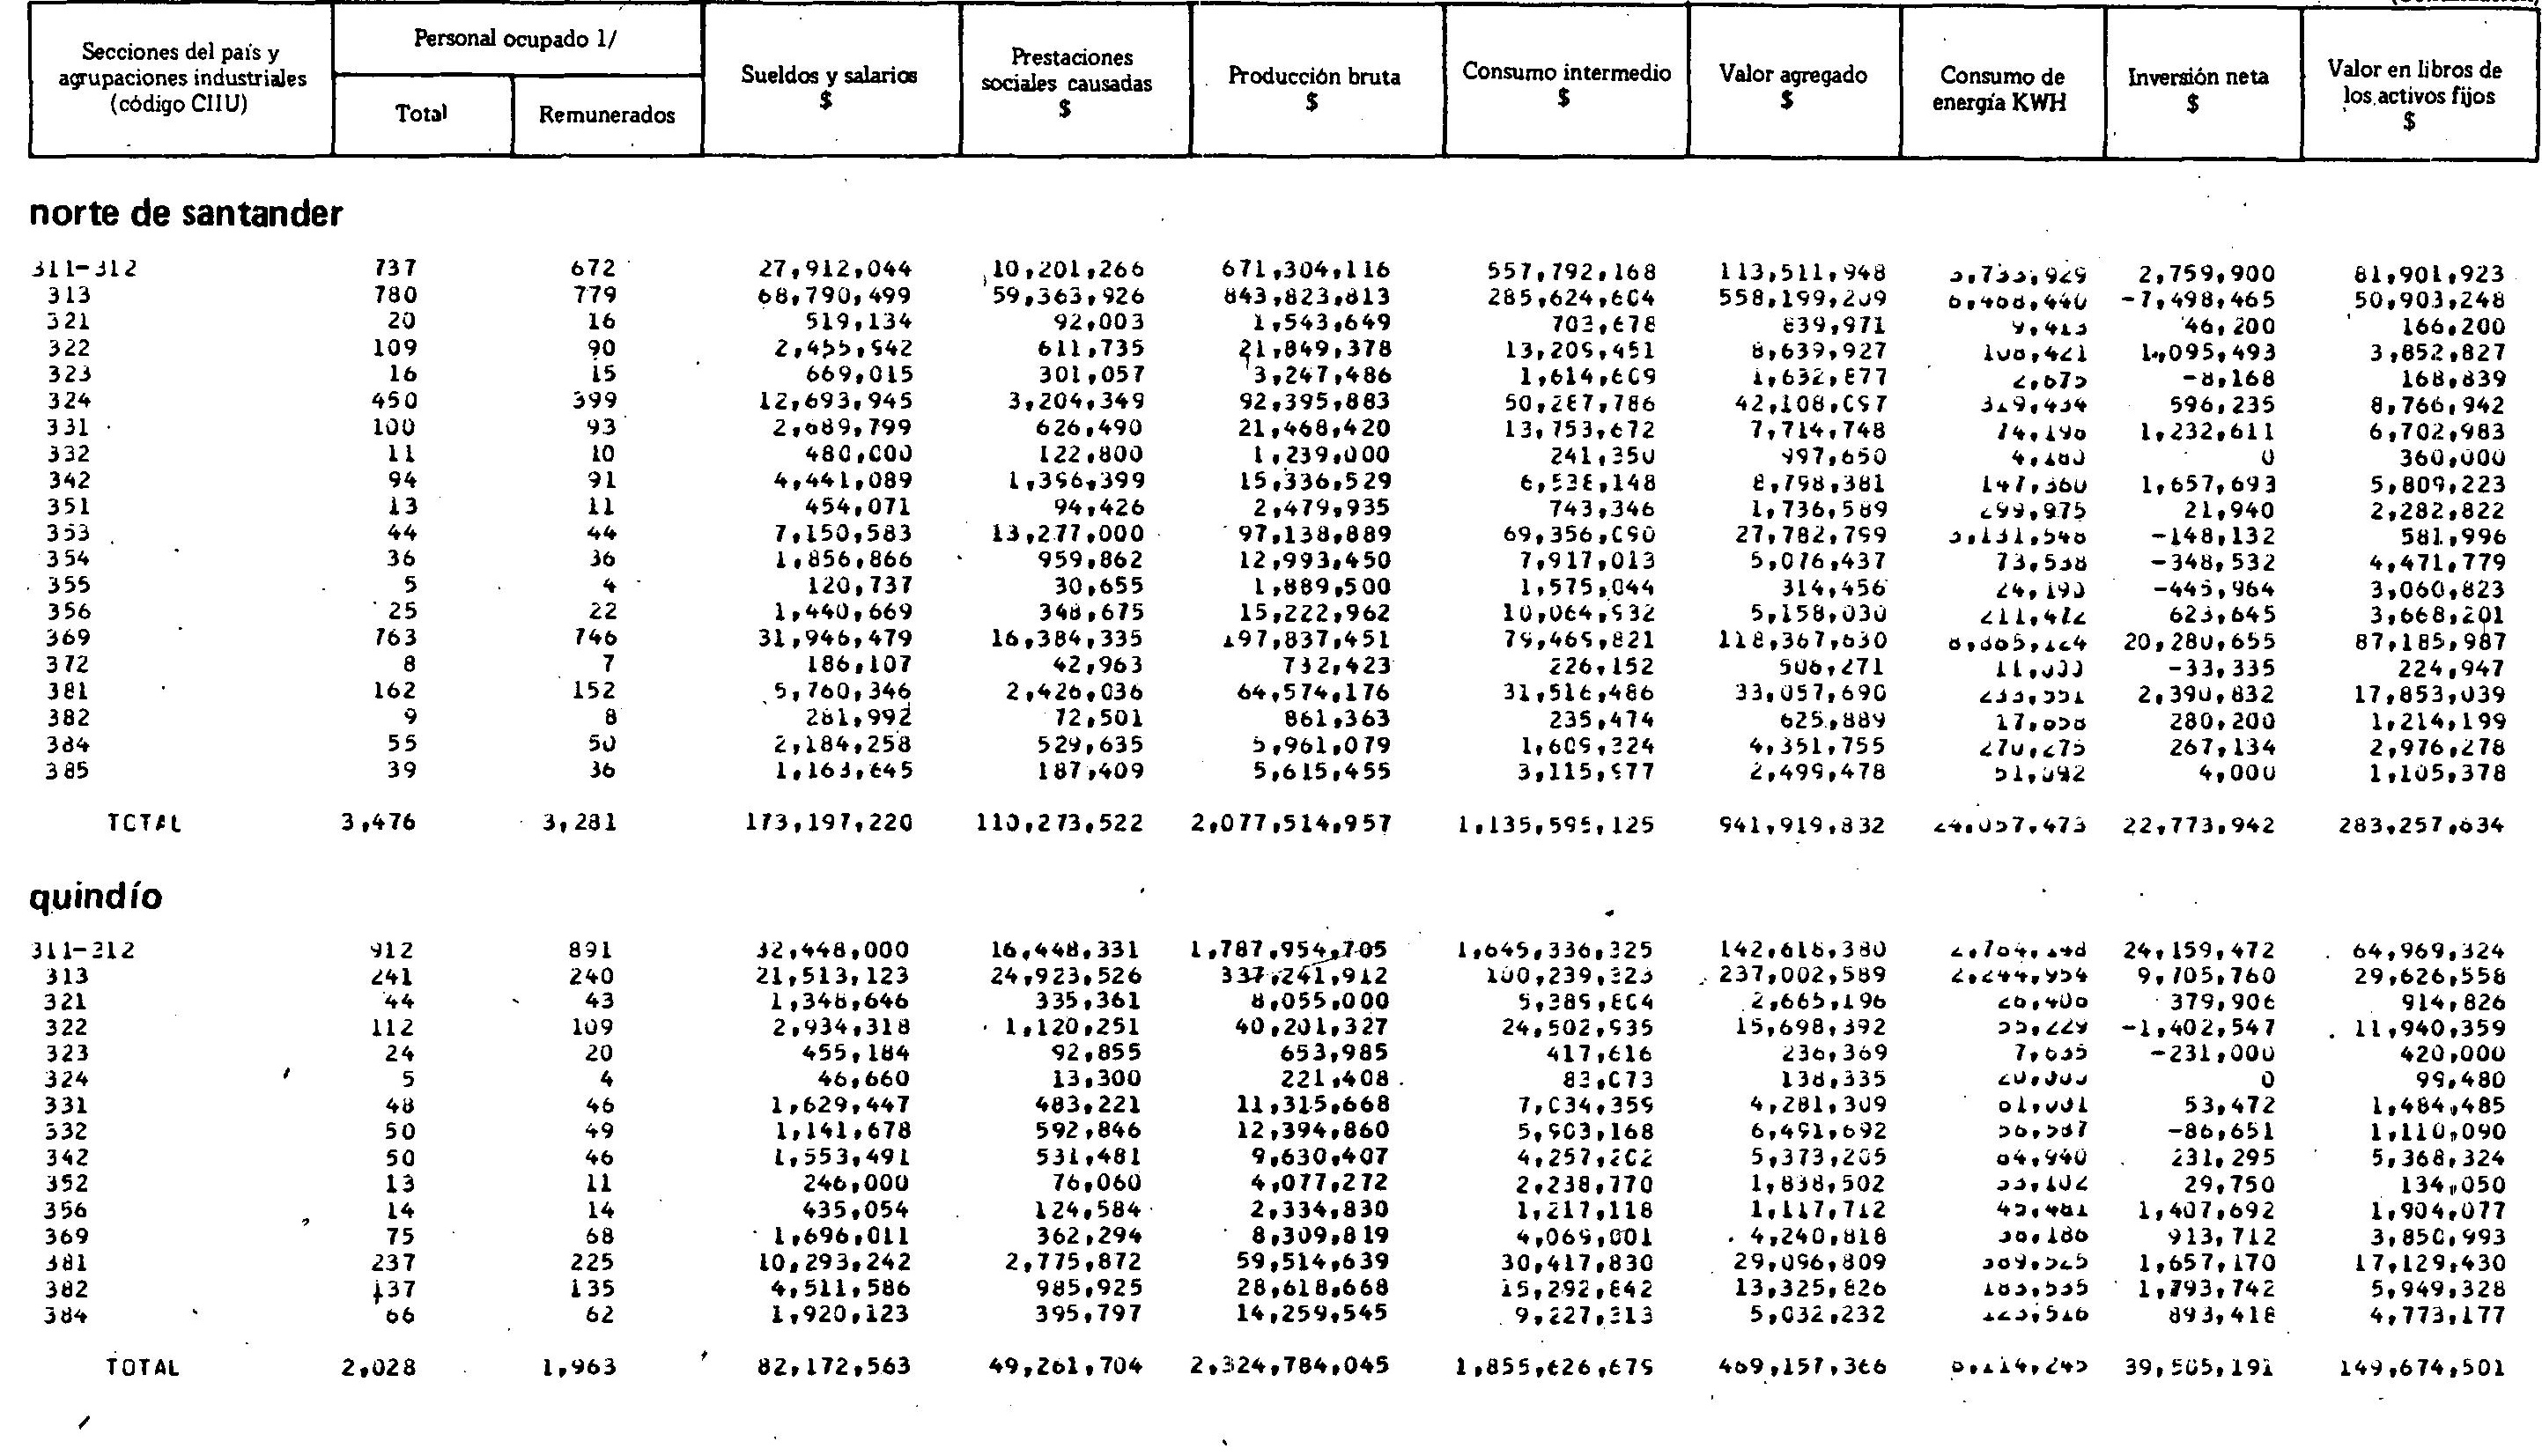 Secciones del país y agrupaciones industriales (código CIIU)
Personal ocupado 1/
Total
Remunerados
Sueldos y salarios $
Prestaciones sociales causadas $
Producción bruta $
Consumo intermedio $
Valor agregado $
Consumo de energía KWH
Inversión neta $
Valor en libros de los activos fijos $
norte de santander
311-312 737 672 27,912,044 10,201,266 671,304,116 557,792,168 113,511,948 2,759,900 81,901,923
313 780 779 68,790,499 59,363,926 843,823,813 285,624,604 558,199,209 6,468,440 -7,498,465 50,903,248
321 20 16 519,134 92,003 1,543,649 703,678 839,971 9,413 46,200 166,200
322 109 90 2,455,942 611,735 21,849,378 13,209,451 8,639,927 108,421 1,095,493 3,852,827
323 16 15 669,015 301,057 3,247,486 1,614,609 1,632,877 2,675 -8,168 168,839
324 450 399 12,693,945 3,204,349 92,395,883 50,287,786 42,108,097 319,434 596,235 8,766,942
331 100 93 2,689,799 626,490 21,468,420 13,753,672 7,714,748 74,196 1,232,611 6,702,983
332 11 10 480,000 122,800 1,239,000 241,350 997,650 0 360,000
342 94 91 4,441,089 1,396,399 15,336,529 6,538,148 8,798,381 147,360 1,657,693 5,809,223
351 13 11 454,071 94,426 2,479,935 743,346 1,736,589 299,975 21,940 2,282,822
353 44 44 7,150,583 13,277,000 97,138,889 69,356,090 27,782,799 -148,132 581,996
354 36 36 1,856,866 959,862 12,993,450 7,917,013 5,076,437 73,538 -348,532 4,471,779
355 5 4 120,737 30,655 1,889,500 1,575,044 314,456 -445,964 3,060,823
356 25 22 1,440,669 348,675 15,222,962 10,064,932 5,158,030 211,472 623,645 3,668,201
369 763 746 31,946,479 16,384,335 197,837,451 79,469,821 118,367,630 20,280,655 87,185,987
372 8 7 186,107 42,963 732,423 226,152 506,271 -33,335 224,947
381 162 152 5,760,346 2,426,036 64,574,176 31,516,486 33,057,690 2,390,832 17,853,039
382 9 8 281,992 72,501 861,363 235,474 625,889 17,658 280,200 1,214,199
384 55 50 2,184,258 529,635 5,961,079 1,609,324 4,351,755 270,275 267,134 2,976,278
385 39 36 1,163,645 187,409 5,615,455 3,115,977 2,499,478 51,092 4,000 1,105,378
TOTAL 3,476 3,281 173,197,220 110,273,522 2,077,514,957 1,135,595,125 941,919,832 24,057,473 22,773,942 283,257,634
quindío
311-312 912 891 32,448,000 16,448,331 1,787,954,705 1,645,336,325 142,618,380 24,159,472 64,969,324
313 241 240 21,513,123 24,923,526 337,241,912 100,239,323 237,002,589 2,244,954 9,705,760 29,626,558
321 44 43 1,348,646 335,361 8,055,000 5,389,804 2,665,196 26,406 379,906 914,826
322 112 109 2,934,318 1,120,251 40,201,327 24,502,935 15,698,392 55,229 -1,402,547 11,940,359
323 24 20 455,184 92,855 653,985 417,616 236,369 7,635 -231,000 420,000
324 5 4 46,660 13,300 221,408 83,073 138,335 0 99,480
331 48 46 1,629,447 483,221 11,315,668 7,034,359 4,281,309 53,472 1,484,485
332 50 49 1,141,678 592,846 12,394,860 5,903,168 6,491,692 56,587 -86,651 1,110,090
342 50 46 1,553,491 531,481 9,630,407 4,257,202 5,373,205 64,940 231,295 5,368,324
352 13 11 246,000 76,060 4,077,272 2,238,770 1,838,502 29,750 134,050
356 14 14 435,054 124,584 2,334,830 1,217,118 1,117,712 1,407,692 1,904,077
369 75 68 1,696,011 362,294 8,309,819 4,069,001 4,240,818 913,712 3,850,993
381 237 225 10,293,242 2,775,872 59,514,639 30,417,830 29,096,809 1,657,170 17,129,430
382 137 135 4,511,586 985,925 28,618,668 15,292,842 13,325,826 183,535 1,793,742 5,949,328
384 66 62 1,920,123 395,797 14,259,545 9,227,313 5,032,232 893,418 4,773,177
TOTAL 2,028 1,963 82,172,563 49,261,704 2,324,784,045 1,855,626,679 469,157,366 39,505,191 149,674,501